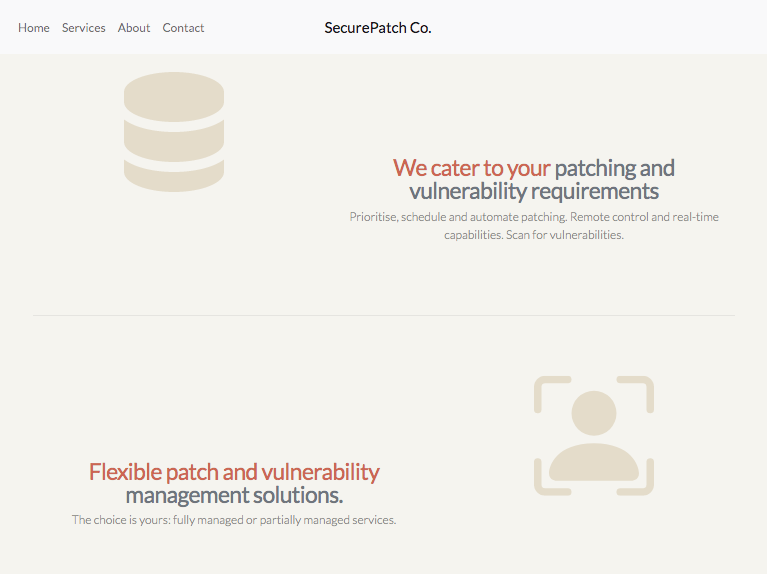 Home Services About Contact
SecurePatch Co.
We cater to your patching and
vulnerability requirements
Prioritise, schedule and automate patching. Remote control and real-time
capabilities. Scan for vulnerabilities.
Flexible patch and vulnerability
management solutions.
The choice is yours: fully managed or partially managed services.